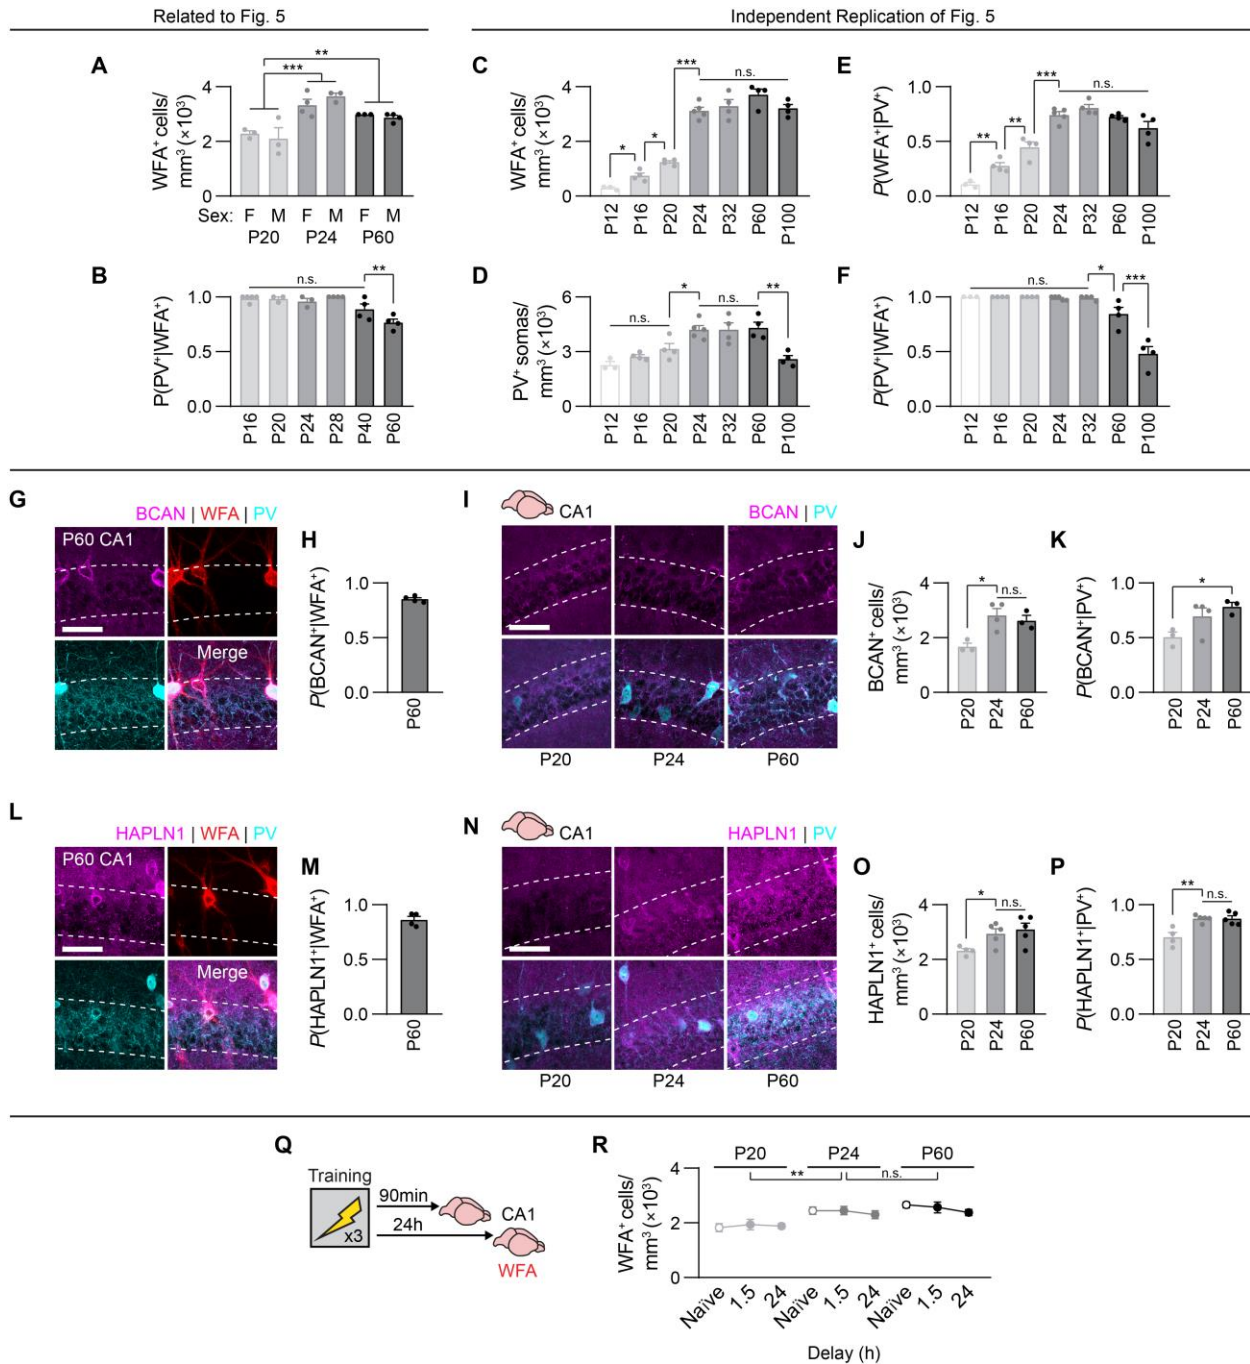 Related to Fig. 5
Independent Replication of Fig. 5
A
WFA⁺ cells/
mm³ (×10³)
4
2
0
***
**
Sex: F M F M F M
P20 P24 P60
B
P(PV⁺|WFA⁺)
1.0
0.5
0.0
n.s.
**
P16 P20 P24 P28 P40 P60
C
WFA⁺ cells/
mm³ (×10³)
4
2
0
*
*
***
n.s.
P12 P16 P20 P24 P32 P60 P100
D
PV⁺ somas/
mm³ (×10³)
6
3
0
n.s.
*
n.s.
**
P12 P16 P20 P24 P32 P60 P100
E
P(WFA⁺|PV⁺)
1.0
0.5
0.0
**
**
***
n.s.
P12 P16 P20 P24 P32 P60 P100
F
P(PV⁺|WFA⁺)
1.0
0.5
0.0
n.s.
*
***
P12 P16 P20 P24 P32 P60 P100
G
BCAN | WFA | PV
P60 CA1
Merge
H
P(BCAN⁺|WFA⁺)
1.0
0.5
0.0
P60
I
CA1
BCAN | PV
P20 P24 P60
J
BCAN⁺ cells/
mm³ (×10³)
4
2
0
*
n.s.
P20 P24 P60
K
P(BCAN⁺|PV⁺)
1.0
0.5
0.0
*
P20 P24 P60
L
HAPLN1 | WFA | PV
P60 CA1
Merge
M
P(HAPLN1⁺|WFA⁺)
1.0
0.5
0.0
P60
N
CA1
HAPLN1 | PV
P20 P24 P60
O
HAPLN1⁺ cells/
mm³ (×10³)
4
2
0
*
n.s.
P20 P24 P60
P
P(HAPLN1⁺|PV⁺)
1.0
0.5
0.0
**
n.s.
P20 P24 P60
Q
Training
x3
90min
24h
CA1
WFA
R
WFA⁺ cells/
mm³ (×10³)
4
2
0
P20 P24 P60
**
n.s.
Naïve 1.5 24 Naïve 1.5 24 Naïve 1.5 24
Delay (h)